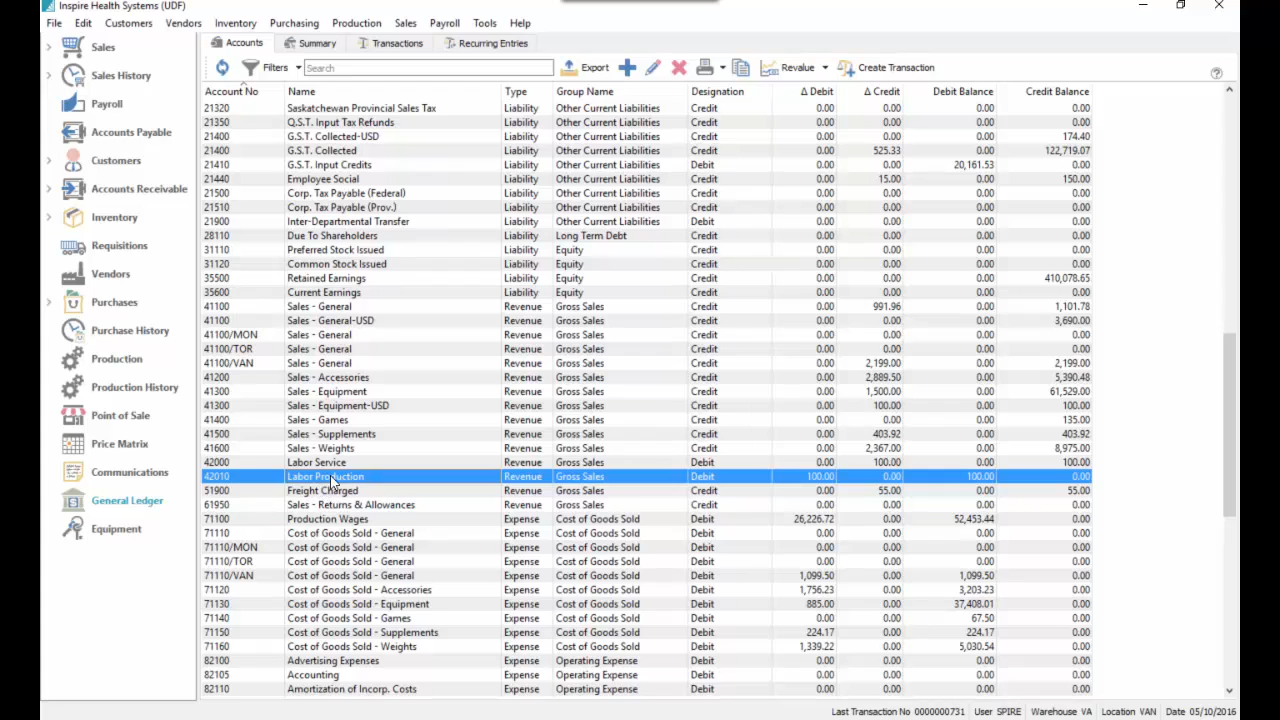 Inspire Health Systems (UDF)
File Edit Customers Vendors Inventory Purchasing Production Sales Payroll Tools Help
Sales
Sales History
Payroll
Accounts Payable
Customers
Accounts Receivable
Inventory
Requisitions
Vendors
Purchases
Purchase History
Production
Production History
Point of Sale
Price Matrix
Communications
General Ledger
Equipment
Accounts Summary Transactions Recurring Entries
Filters Search Export Revalue Create Transaction
Account No Name Type Group Name Designation Δ Debit Δ Credit Debit Balance Credit Balance
21320 Saskatchewan Provincial Sales Tax Liability Other Current Liabilities Credit 0.00 0.00 0.00 0.00
21350 Q.S.T. Input Tax Refunds Liability Other Current Liabilities Credit 0.00 0.00 0.00 0.00
21400 G.S.T. Collected-USD Liability Other Current Liabilities Credit 0.00 0.00 0.00 174.40
21400 G.S.T. Collected Liability Other Current Liabilities Credit 0.00 525.33 0.00 122,719.07
21410 G.S.T. Input Credits Liability Other Current Liabilities Debit 0.00 0.00 20,161.53 0.00
21440 Employee Social Liability Other Current Liabilities Credit 0.00 15.00 0.00 150.00
21500 Corp. Tax Payable (Federal) Liability Other Current Liabilities Credit 0.00 0.00 0.00 0.00
21510 Corp. Tax Payable (Prov.) Liability Other Current Liabilities Credit 0.00 0.00 0.00 0.00
21900 Inter-Departmental Transfer Liability Other Current Liabilities Debit 0.00 0.00 0.00 0.00
28110 Due To Shareholders Liability Long Term Debt Credit 0.00 0.00 0.00 0.00
31110 Preferred Stock Issued Liability Equity Credit 0.00 0.00 0.00 0.00
31120 Common Stock Issued Liability Equity Credit 0.00 0.00 0.00 0.00
35500 Retained Earnings Liability Equity Credit 0.00 0.00 0.00 410,078.65
35600 Current Earnings Liability Equity Credit 0.00 0.00 0.00 0.00
41100 Sales - General Revenue Gross Sales Credit 0.00 991.96 0.00 1,101.78
41100 Sales - General-USD Revenue Gross Sales Credit 0.00 0.00 0.00 3,690.00
41100/MON Sales - General Revenue Gross Sales Credit 0.00 0.00 0.00 0.00
41100/TOR Sales - General Revenue Gross Sales Credit 0.00 0.00 0.00 0.00
41100/VAN Sales - General Revenue Gross Sales Credit 0.00 2,199.00 0.00 2,199.00
41200 Sales - Accessories Revenue Gross Sales Credit 0.00 2,889.50 0.00 5,390.48
41300 Sales - Equipment Revenue Gross Sales Credit 0.00 1,500.00 0.00 61,529.00
41300 Sales - Equipment-USD Revenue Gross Sales Credit 0.00 100.00 0.00 100.00
41400 Sales - Games Revenue Gross Sales Credit 0.00 0.00 0.00 135.00
41500 Sales - Supplements Revenue Gross Sales Credit 0.00 403.92 0.00 403.92
41600 Sales - Weights Revenue Gross Sales Credit 0.00 2,367.00 0.00 8,975.00
42000 Labor Service Revenue Gross Sales Debit 0.00 100.00 0.00 100.00
42010 Labor Production Revenue Gross Sales Debit 100.00 0.00 100.00 0.00
51900 Freight Charged Revenue Gross Sales Credit 0.00 55.00 0.00 55.00
61950 Sales - Returns & Allowances Revenue Gross Sales Credit 0.00 0.00 0.00 0.00
71100 Production Wages Expense Cost of Goods Sold Debit 26,226.72 0.00 52,453.44 0.00
71110 Cost of Goods Sold - General Expense Cost of Goods Sold Debit 0.00 0.00 0.00 0.00
71110/MON Cost of Goods Sold - General Expense Cost of Goods Sold Debit 0.00 0.00 0.00 0.00
71110/TOR Cost of Goods Sold - General Expense Cost of Goods Sold Debit 0.00 0.00 0.00 0.00
71110/VAN Cost of Goods Sold - General Expense Cost of Goods Sold Debit 1,099.50 0.00 1,099.50 0.00
71120 Cost of Goods Sold - Accessories Expense Cost of Goods Sold Debit 1,756.23 0.00 3,203.23 0.00
71130 Cost of Goods Sold - Equipment Expense Cost of Goods Sold Debit 885.00 0.00 37,408.01 0.00
71140 Cost of Goods Sold - Games Expense Cost of Goods Sold Debit 0.00 0.00 67.50 0.00
71150 Cost of Goods Sold - Supplements Expense Cost of Goods Sold Debit 224.17 0.00 224.17 0.00
71160 Cost of Goods Sold - Weights Expense Cost of Goods Sold Debit 1,339.22 0.00 5,030.54 0.00
82100 Advertising Expenses Expense Operating Expense Debit 0.00 0.00 0.00 0.00
82105 Accounting Expense Operating Expense Debit 0.00 0.00 0.00 0.00
82110 Amortization of Incorp. Costs Expense Operating Expense Debit 0.00 0.00 0.00 0.00
Last Transaction No 0000000731 User SPIRE Warehouse VA Location VAN Date 05/10/2016